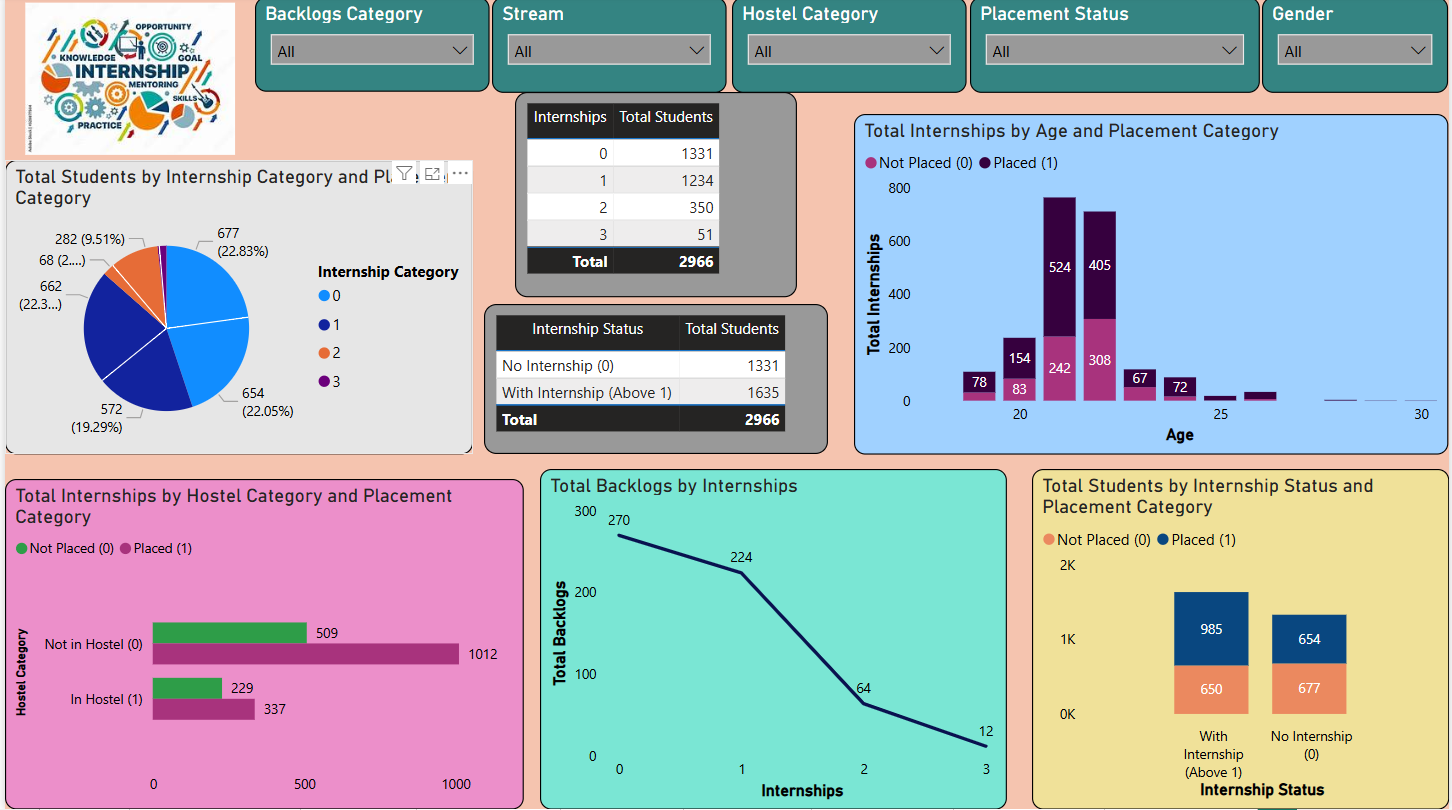 OPPORTUNITY
KNOWLEDGE
GOAL
INTERNSHIP
MENTORING
SKILLS
PRACTICE
Backlogs Category
All
Stream
All
Hostel Category
All
Placement Status
All
Gender
All
Total Students by Internship Category and Pl
Category
677
(22.83%)
654
(22.05%)
572
(19.29%)
662
(22.3...)
68 (2....)
282 (9.51%)
Internship Category
0
1
2
3
Internships Total Students
0 1331
1 1234
2 350
3 51
Total 2966
Internship Status Total Students
No Internship (0) 1331
With Internship (Above 1) 1635
Total 2966
Total Internships by Age and Placement Category
Not Placed (0) Placed (1)
Total Internships
800
600
400
200
0
78
154
83
524
242
405
308
67
72
20 25 30
Age
Total Internships by Hostel Category and Placement
Category
Not Placed (0) Placed (1)
Hostel Category
Not in Hostel (0)
509
1012
In Hostel (1)
229
337
0 500 1000
Total Backlogs by Internships
Total Backlogs
300
200
100
0
270
224
64
12
0 1 2 3
Internships
Total Students by Internship Status and
Placement Category
Not Placed (0) Placed (1)
2K
1K
0K
985
650
654
677
With
Internship
(Above 1)
No Internship
(0)
Internship Status